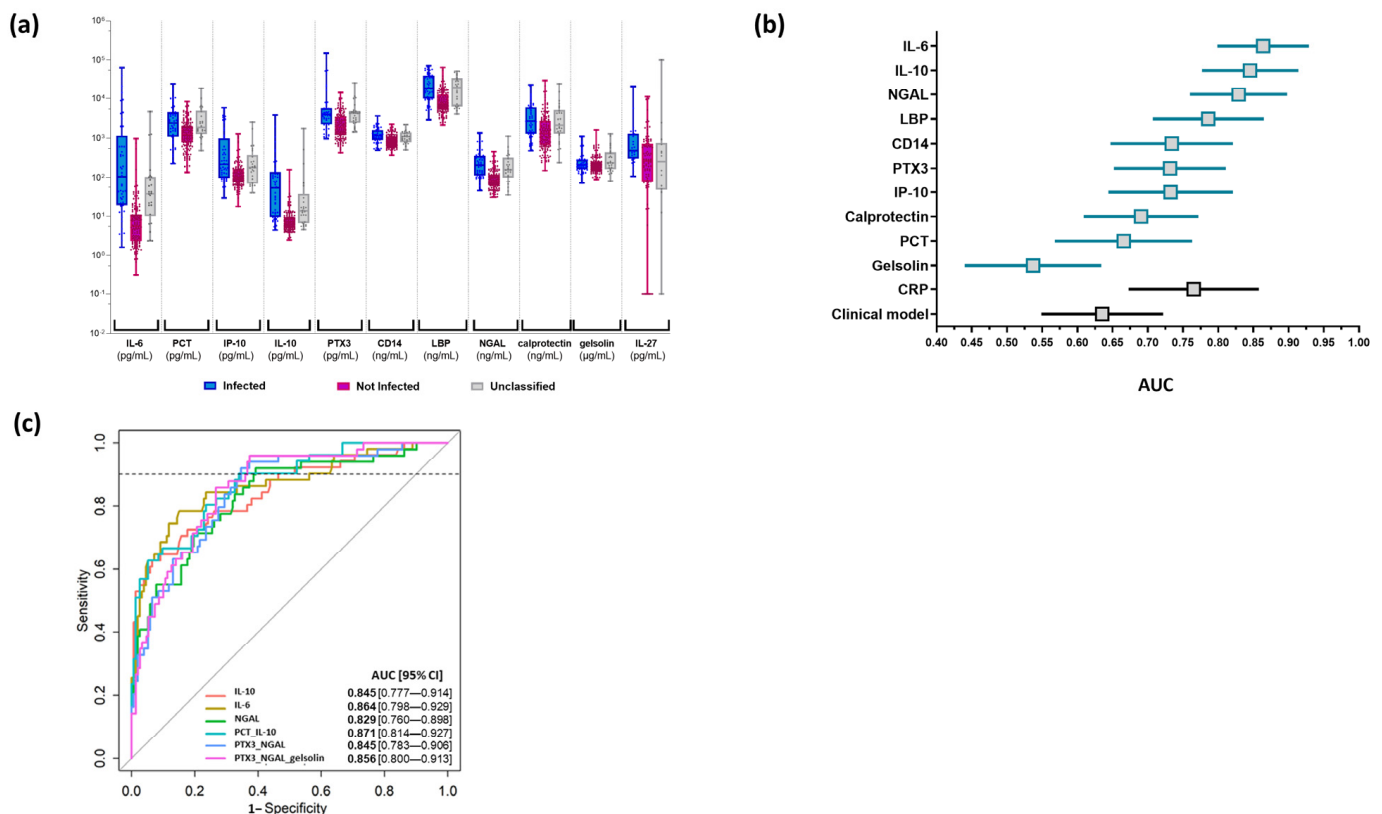 (a)
10⁶
10⁵
10⁴
10³
10²
10¹
10⁰
10⁻¹
10⁻²
IL-6 PCT IP-10 IL-10 PTX3 CD14 LBP NGAL calprotectin gelsolin IL-27
(pg/mL) (pg/mL) (pg/mL) (pg/mL) (pg/mL) (ng/mL) (ng/mL) (ng/mL) (ng/mL) (µg/mL) (pg/mL)
Infected Not Infected Unclassified
(b)
IL-6
IL-10
NGAL
LBP
CD14
PTX3
IP-10
Calprotectin
PCT
Gelsolin
CRP
Clinical model
0.40 0.45 0.50 0.55 0.60 0.65 0.70 0.75 0.80 0.85 0.90 0.95 1.00
AUC
(c)
Sensitivity
1.0
0.8
0.6
0.4
0.2
0.0
AUC [95% CI]
IL-10 0.845 [0.777—0.914]
IL-6 0.864 [0.798—0.929]
NGAL 0.829 [0.760—0.898]
PCT_IL-10 0.871 [0.814—0.927]
PTX3_NGAL 0.845 [0.783—0.906]
PTX3_NGAL_gelsolin 0.856 [0.800—0.913]
0.0 0.2 0.4 0.6 0.8 1.0
1– Specificity